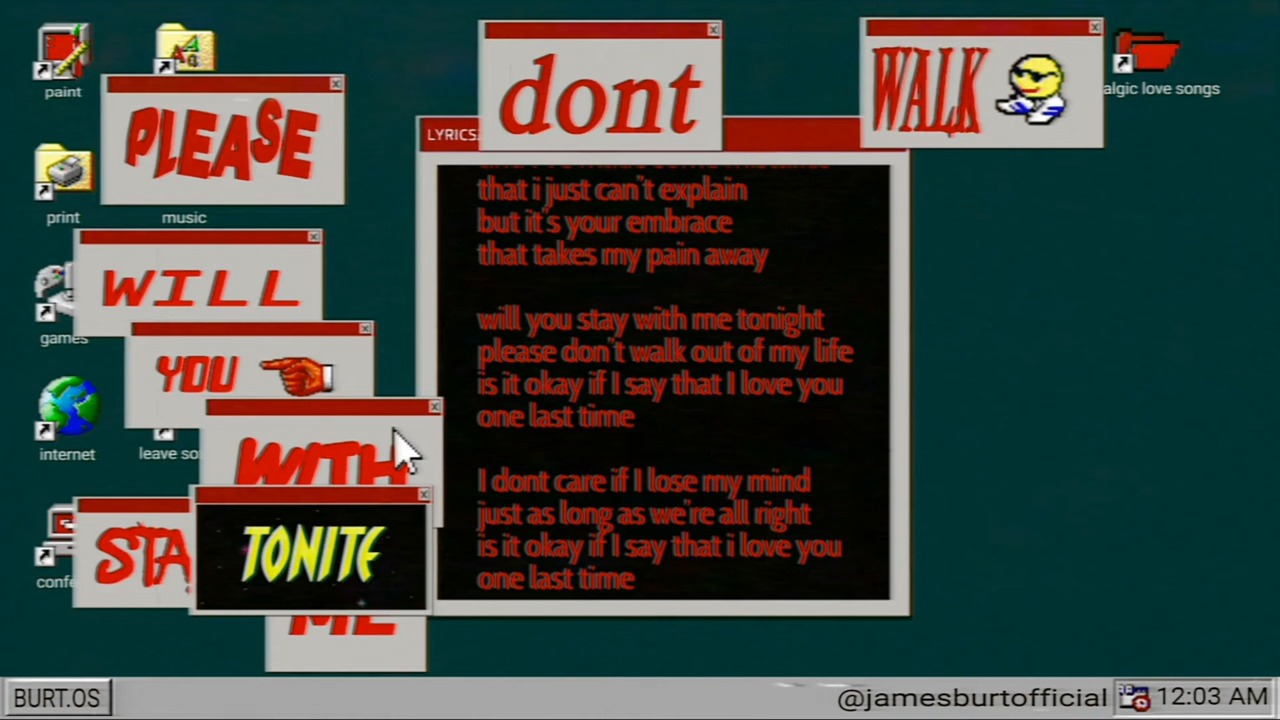 paint
PLEASE
print
music
WILL
games
YOU
internet
leave so
WITH
STA
TONITE
ME
dont
WALK
algic love songs
LYRICS
that i just can't explain
but it's your embrace
that takes my pain away
will you stay with me tonight
please don't walk out of my life
is it okay if I say that I love you
one last time
I dont care if I lose my mind
just as long as we're all right
is it okay if I say that i love you
one last time
BURT.OS
@jamesburtofficial
12:03 AM